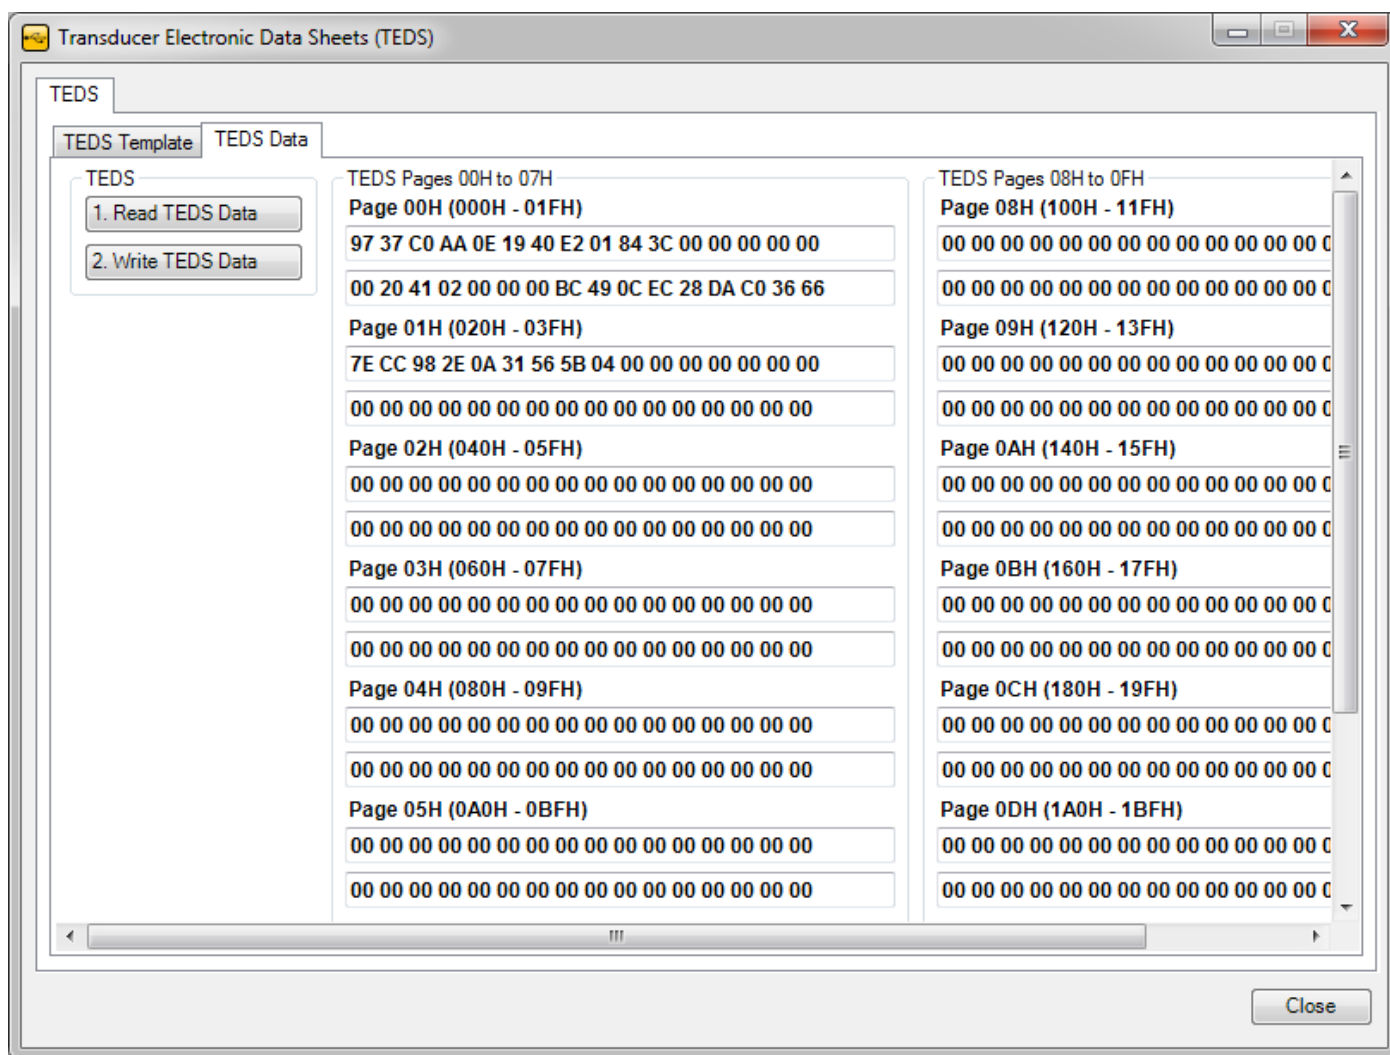 Transducer Electronic Data Sheets (TEDS)
TEDS
TEDS Template
TEDS Data
TEDS
1. Read TEDS Data
2. Write TEDS Data
TEDS Pages 00H to 07H
Page 00H (000H - 01FH)
97 37 C0 AA 0E 19 40 E2 01 84 3C 00 00 00 00 00
00 20 41 02 00 00 00 BC 49 0C EC 28 DA C0 36 66
Page 01H (020H - 03FH)
7E CC 98 2E 0A 31 56 5B 04 00 00 00 00 00 00 00
00 00 00 00 00 00 00 00 00 00 00 00 00 00 00 00
Page 02H (040H - 05FH)
00 00 00 00 00 00 00 00 00 00 00 00 00 00 00 00
00 00 00 00 00 00 00 00 00 00 00 00 00 00 00 00
Page 03H (060H - 07FH)
00 00 00 00 00 00 00 00 00 00 00 00 00 00 00 00
00 00 00 00 00 00 00 00 00 00 00 00 00 00 00 00
Page 04H (080H - 09FH)
00 00 00 00 00 00 00 00 00 00 00 00 00 00 00 00
00 00 00 00 00 00 00 00 00 00 00 00 00 00 00 00
Page 05H (0A0H - 0BFH)
00 00 00 00 00 00 00 00 00 00 00 00 00 00 00 00
00 00 00 00 00 00 00 00 00 00 00 00 00 00 00 00
TEDS Pages 08H to 0FH
Page 08H (100H - 11FH)
00 00 00 00 00 00 00 00 00 00 00 00 00
00 00 00 00 00 00 00 00 00 00 00 00 00
Page 09H (120H - 13FH)
00 00 00 00 00 00 00 00 00 00 00 00 00
00 00 00 00 00 00 00 00 00 00 00 00 00
Page 0AH (140H - 15FH)
00 00 00 00 00 00 00 00 00 00 00 00 00
00 00 00 00 00 00 00 00 00 00 00 00 00
Page 0BH (160H - 17FH)
00 00 00 00 00 00 00 00 00 00 00 00 00
00 00 00 00 00 00 00 00 00 00 00 00 00
Page 0CH (180H - 19FH)
00 00 00 00 00 00 00 00 00 00 00 00 00
00 00 00 00 00 00 00 00 00 00 00 00 00
Page 0DH (1A0H - 1BFH)
00 00 00 00 00 00 00 00 00 00 00 00 00
00 00 00 00 00 00 00 00 00 00 00 00 00
Close